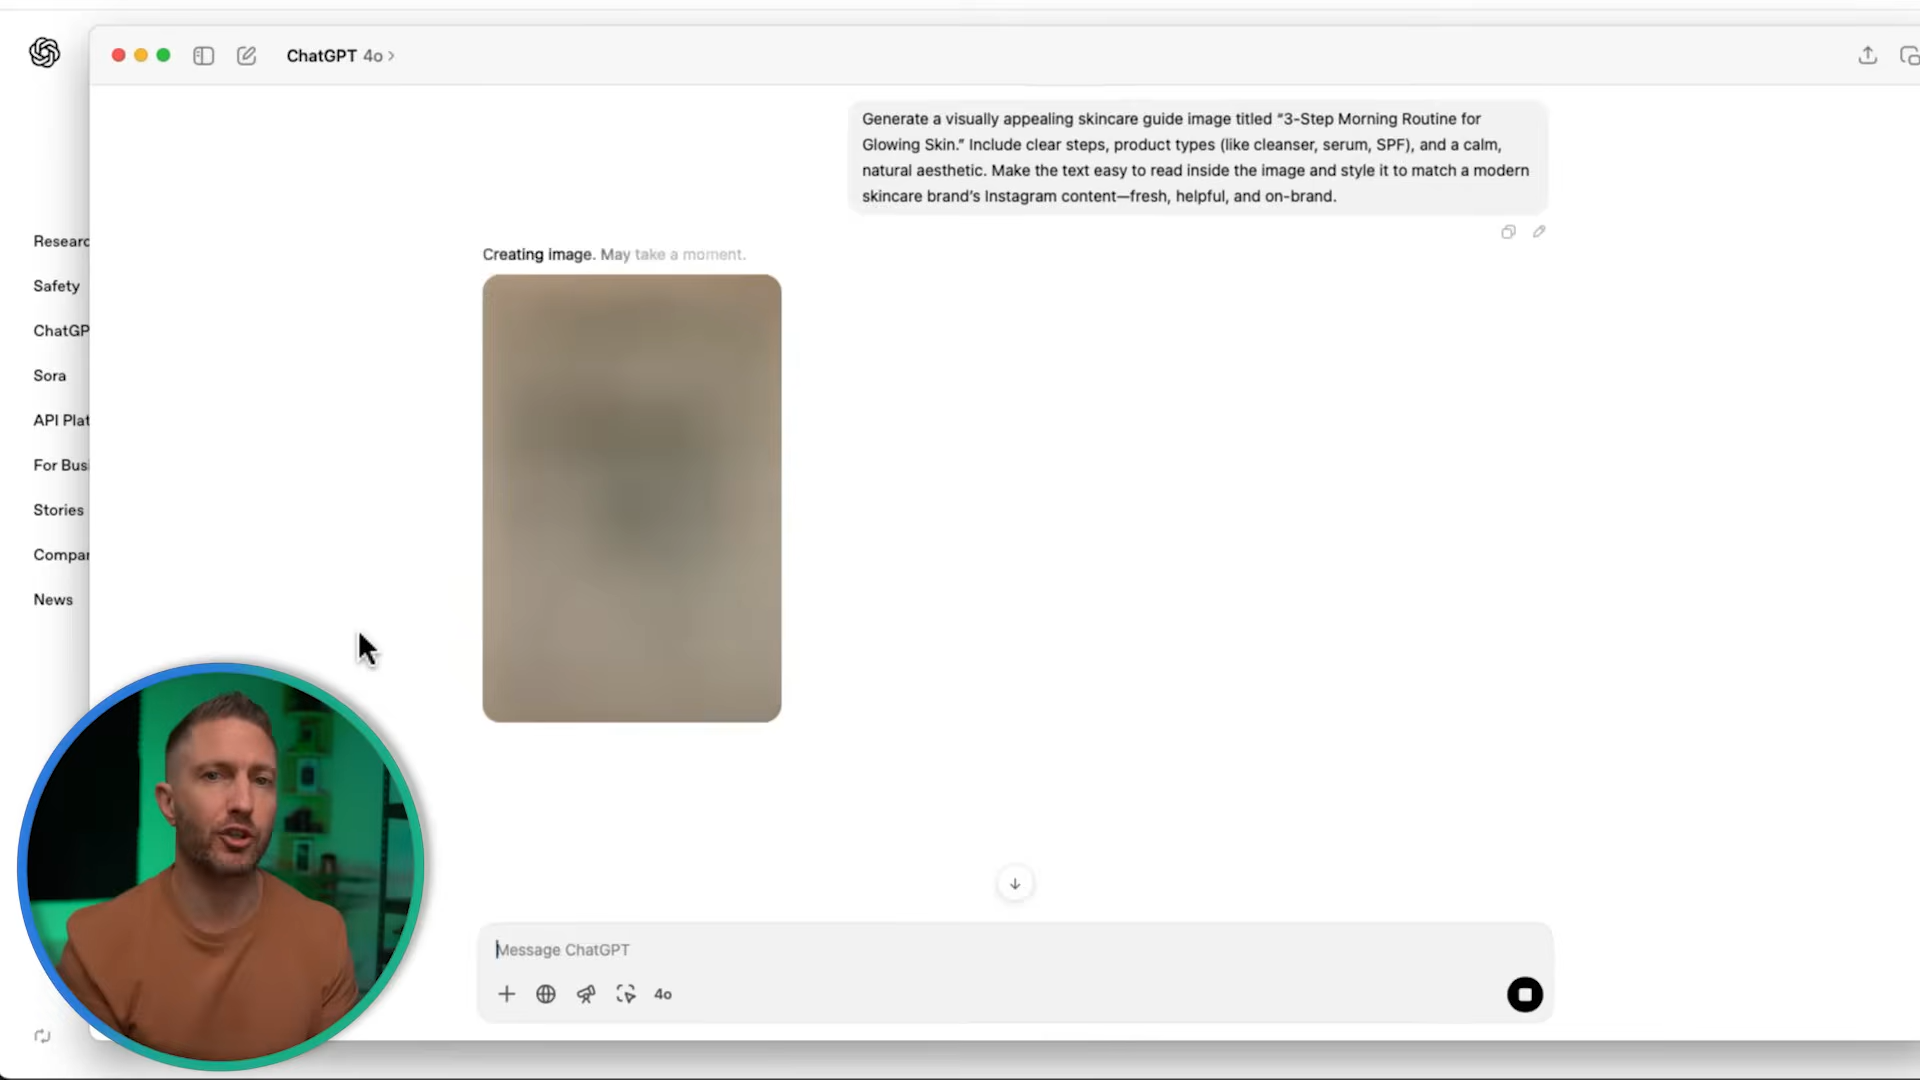 ChatGPT 4o >
Generate a visually appealing skincare guide image titled “3-Step Morning Routine for
Glowing Skin.” Include clear steps, product types (like cleanser, serum, SPF), and a calm,
natural aesthetic. Make the text easy to read inside the image and style it to match a modern
skincare brand’s Instagram content—fresh, helpful, and on-brand.
Creating image. May take a moment.
Researc
Safety
ChatGP
Sora
API Plat
For Busi
Stories
Compan
News
Message ChatGPT
4o